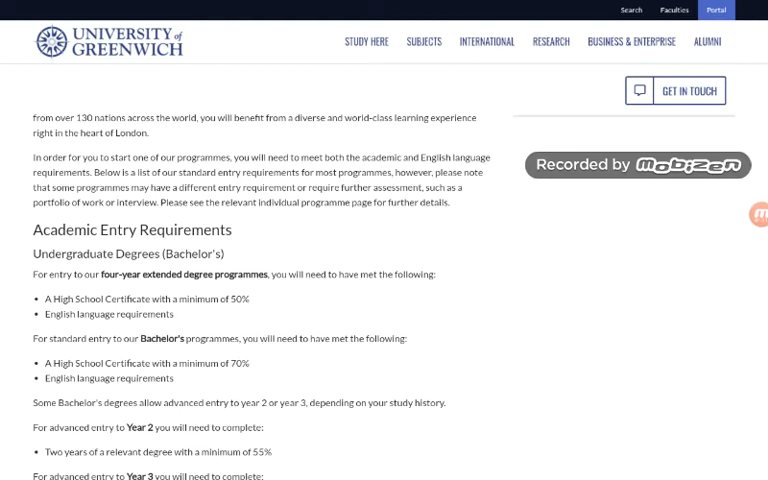 Search Faculties Portal
UNIVERSITY of
GREENWICH
STUDY HERE SUBJECTS INTERNATIONAL RESEARCH BUSINESS & ENTERPRISE ALUMNI
GET IN TOUCH
from over 130 nations across the world, you will benefit from a diverse and world-class learning experience
right in the heart of London.
Recorded by Mobizen
In order for you to start one of our programmes, you will need to meet both the academic and English language
requirements. Below is a list of our standard entry requirements for most programmes, however, please note
that some programmes may have a different entry requirement or require further assessment, such as a
portfolio of work or interview. Please see the relevant individual programme page for further details.
Academic Entry Requirements
Undergraduate Degrees (Bachelor's)
For entry to our four-year extended degree programmes, you will need to have met the following:
• A High School Certificate with a minimum of 50%
• English language requirements
For standard entry to our Bachelor's programmes, you will need to have met the following:
• A High School Certificate with a minimum of 70%
• English language requirements
Some Bachelor's degrees allow advanced entry to year 2 or year 3, depending on your study history.
For advanced entry to Year 2 you will need to complete:
• Two years of a relevant degree with a minimum of 55%
For advanced entry to Year 3 you will need to complete: